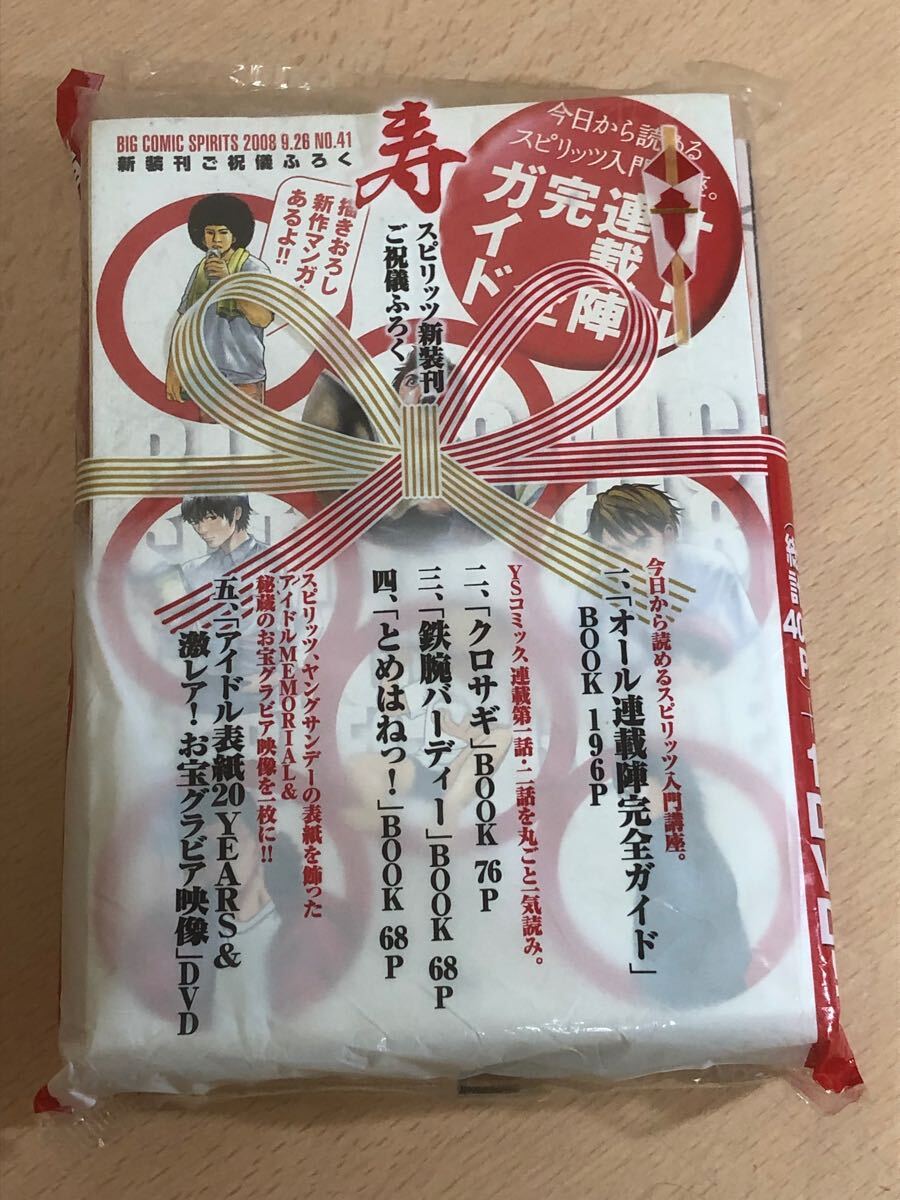 BIG COMIC SPIRITS 2008 9.26 NO.41
新装刊ご祝儀ふろく
寿
スピリッツ新装刊
ご祝儀ふろく
描きおろし
新作マンガ
あるよ!!
今日から読める
スピリッツ入門
連載陣
完
ガイド
今日から読めるスピリッツ入門講座。
一、「オール連載陣完全ガイド」
BOOK 196P
YSコミック連載第一話・二話を丸ごと一気読み。
二、「クロサギ」BOOK 76P
三、「鉄腕バーディー」BOOK 68P
四、「とめはねっ!」BOOK 68P
スピリッツ、ヤングサンデーの表紙を飾った
アイドルMEMORIAL&
秘蔵のお宝グラビア映像を一枚に!!
五、「アイドル表紙20YEARS&
激レア!お宝グラビア映像」DVD
DVD